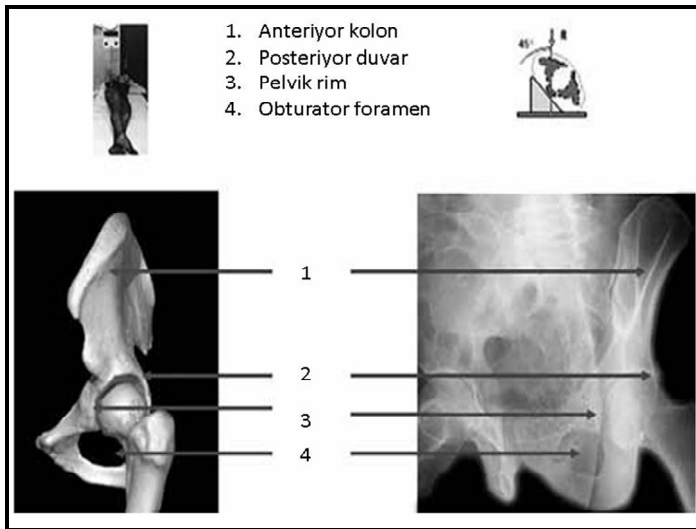 1. Anteriyor kolon
2. Posteriyor duvar
3. Pelvik rim
4. Obturator foramen
45°
R
1
2
3
4